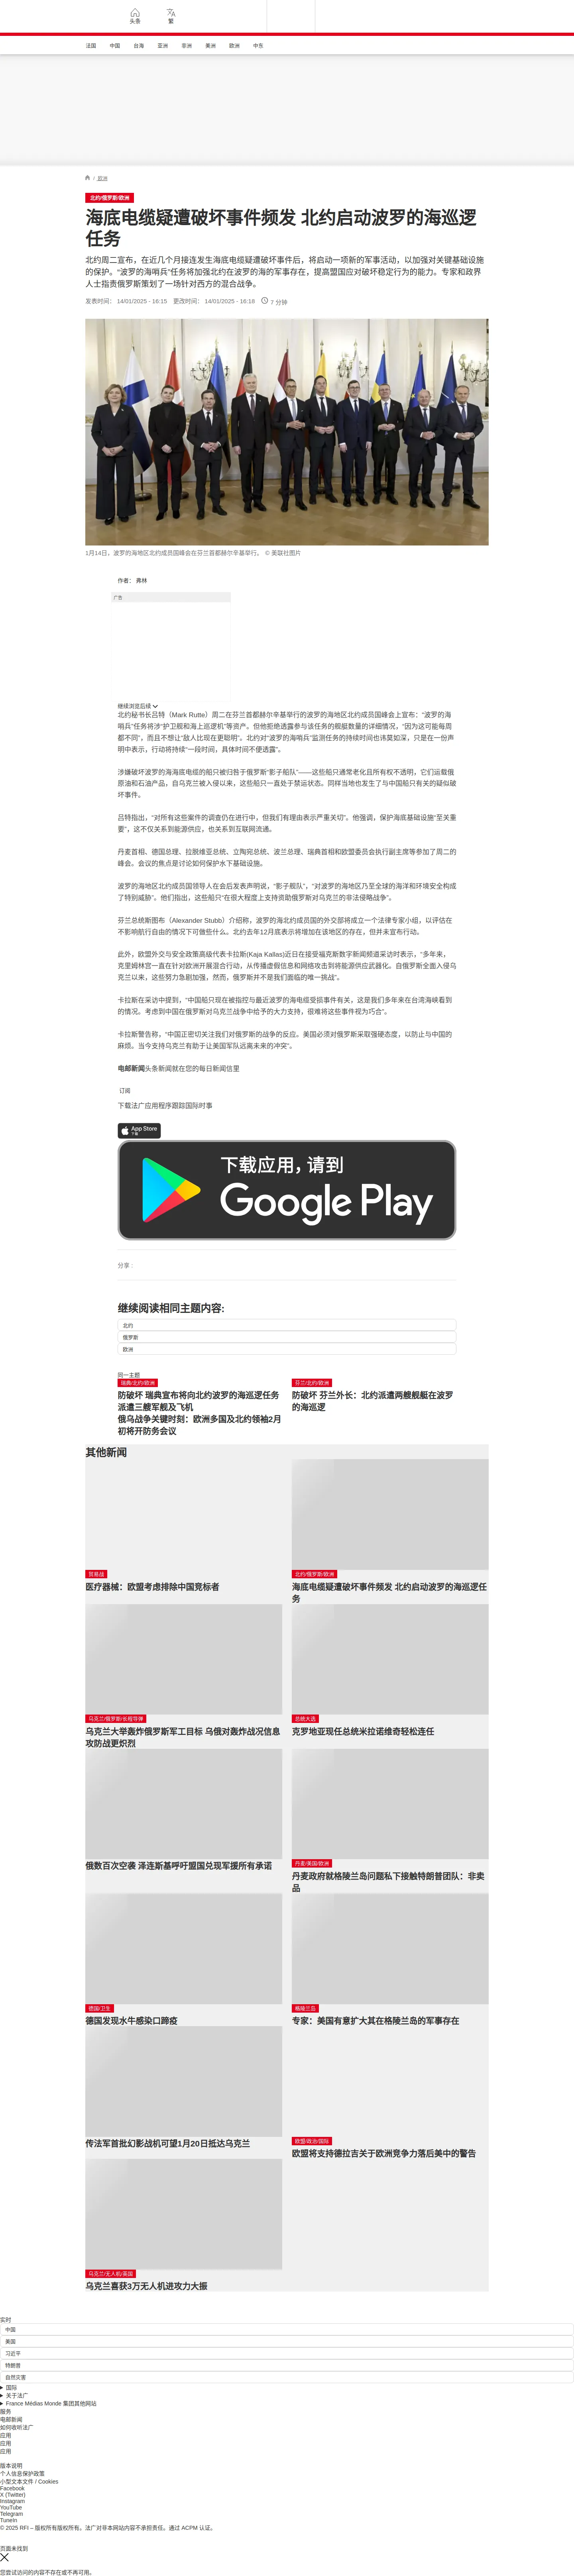 头条
繁
法国 中国 台海 亚洲 非洲 美洲 欧洲 中东
/ 欧洲
北约/俄罗斯/欧洲
海底电缆疑遭破坏事件频发 北约启动波罗的海巡逻
任务
北约周二宣布，在近几个月接连发生海底电缆疑遭破坏事件后，将启动一项新的军事活动，以加强对关键基础设施
的保护。“波罗的海哨兵”任务将加强北约在波罗的海的军事存在，提高盟国应对破坏稳定行为的能力。专家和政界
人士指责俄罗斯策划了一场针对西方的混合战争。
发表时间： 14/01/2025 - 16:15 更改时间： 14/01/2025 - 16:16 7 分钟
1月14日，波罗的海地区北约成员国峰会在芬兰首都赫尔辛基举行。 © 美联社图片
作者： 弗林
广告
继续浏览后续
北约秘书长吕特（Mark Rutte）周二在芬兰首都赫尔辛基举行的波罗的海地区北约成员国峰会上宣布：“波罗的海
哨兵”任务将涉“护卫舰和海上巡逻机”等资产。但他拒绝透露参与该任务的舰艇数量的详细情况，“因为这可能每周
都不同”，而且不想让“敌人比现在更聪明”。北约对“波罗的海哨兵”监测任务的持续时间也讳莫如深，只是在一份声
明中表示，行动将持续“一段时间，具体时间不便透露”。
涉嫌破坏波罗的海海底电缆的船只被归咎于俄罗斯“影子船队”——这些船只通常老化且所有权不透明，它们运载俄
原油和石油产品，自乌克兰被入侵以来，这些船只一直处于禁运状态。同样当地也发生了与中国船只有关的疑似破
坏事件。
吕特指出，“对所有这些案件的调查仍在进行中，但我们有理由表示严重关切”。他强调，保护海底基础设施“至关重
要”，这不仅关系到能源供应，也关系到互联网流通。
丹麦首相、德国总理、拉脱维亚总统、立陶宛总统、波兰总理、瑞典首相和欧盟委员会执行副主席等参加了周二的
峰会。会议的焦点是讨论如何保护水下基础设施。
波罗的海地区北约成员国领导人在会后发表声明说，“影子舰队”，“对波罗的海地区乃至全球的海洋和环境安全构成
了特别威胁”。他们指出，这些船只“在很大程度上支持资助俄罗斯对乌克兰的非法侵略战争”。
芬兰总统斯图布（Alexander Stubb）介绍称，波罗的海北约成员国的外交部将成立一个法律专家小组，以评估在
不影响航行自由的情况下可做些什么。北约去年12月底表示将增加在该地区的存在，但并未宣布行动。
此外，欧盟外交与安全政策高级代表卡拉斯(Kaja Kallas)近日在接受福克斯数字新闻频道采访时表示，“多年来，
克里姆林宫一直在针对欧洲开展混合行动，从传播虚假信息和网络攻击到将能源供应武器化。自俄罗斯全面入侵乌
克兰以来，这些努力急剧加强，然而，俄罗斯并不是我们面临的唯一挑战”。
卡拉斯在采访中提到，“中国船只现在被指控与最近波罗的海电缆受损事件有关，这是我们多年来在台湾海峡看到
的情况。考虑到中国在俄罗斯对乌克兰战争中给予的大力支持，很难将这些事件视为巧合”。
卡拉斯警告称，“中国正密切关注我们对俄罗斯的战争的反应。美国必须对俄罗斯采取强硬态度，以防止与中国的
麻烦。当今支持乌克兰有助于让美国军队远离未来的冲突”。
电邮新闻头条新闻就在您的每日新闻信里
订阅
下载法广应用程序跟踪国际时事
App Store
下载
下载应用，请到
Google Play
分享 :
继续阅读相同主题内容:
北约
俄罗斯
欧洲
同一主题
瑞典/北约/欧洲
防破坏 瑞典宣布将向北约波罗的海巡逻任务
派遣三艘军舰及飞机
芬兰/北约/欧洲
防破坏 芬兰外长：北约派遣两艘舰艇在波罗
的海巡逻
俄乌战争关键时刻：欧洲多国及北约领袖2月
初将开防务会议
其他新闻
贸易战
医疗器械：欧盟考虑排除中国竞标者
北约/俄罗斯/欧洲
海底电缆疑遭破坏事件频发 北约启动波罗的海巡逻任
务
乌克兰/俄罗斯/长程导弹
乌克兰大举轰炸俄罗斯军工目标 乌俄对轰炸战况信息
攻防战更炽烈
总统大选
克罗地亚现任总统米拉诺维奇轻松连任
俄数百次空袭 泽连斯基呼吁盟国兑现军援所有承诺
丹麦/美国/欧洲
丹麦政府就格陵兰岛问题私下接触特朗普团队：非卖
品
德国/卫生
德国发现水牛感染口蹄疫
格陵兰岛
专家：美国有意扩大其在格陵兰岛的军事存在
传法军首批幻影战机可望1月20日抵达乌克兰
欧盟/政治/国际
欧盟将支持德拉吉关于欧洲竞争力落后美中的警告
乌克兰/无人机/英国
乌克兰喜获3万无人机进攻力大振
实时
中国
美国
习近平
特朗普
自然灾害
国际
关于法广
France Médias Monde 集团其他网站
服务
电邮新闻
如何收听法广
应用
应用
应用
版本说明
个人信息保护政策
小型文本文件 / Cookies
Facebook
X (Twitter)
Instagram
YouTube
Telegram
TuneIn
© 2025 RFI – 版权所有版权所有。法广对非本网站内容不承担责任。通过 ACPM 认证。
页面未找到
您尝试访问的内容不存在或不再可用。